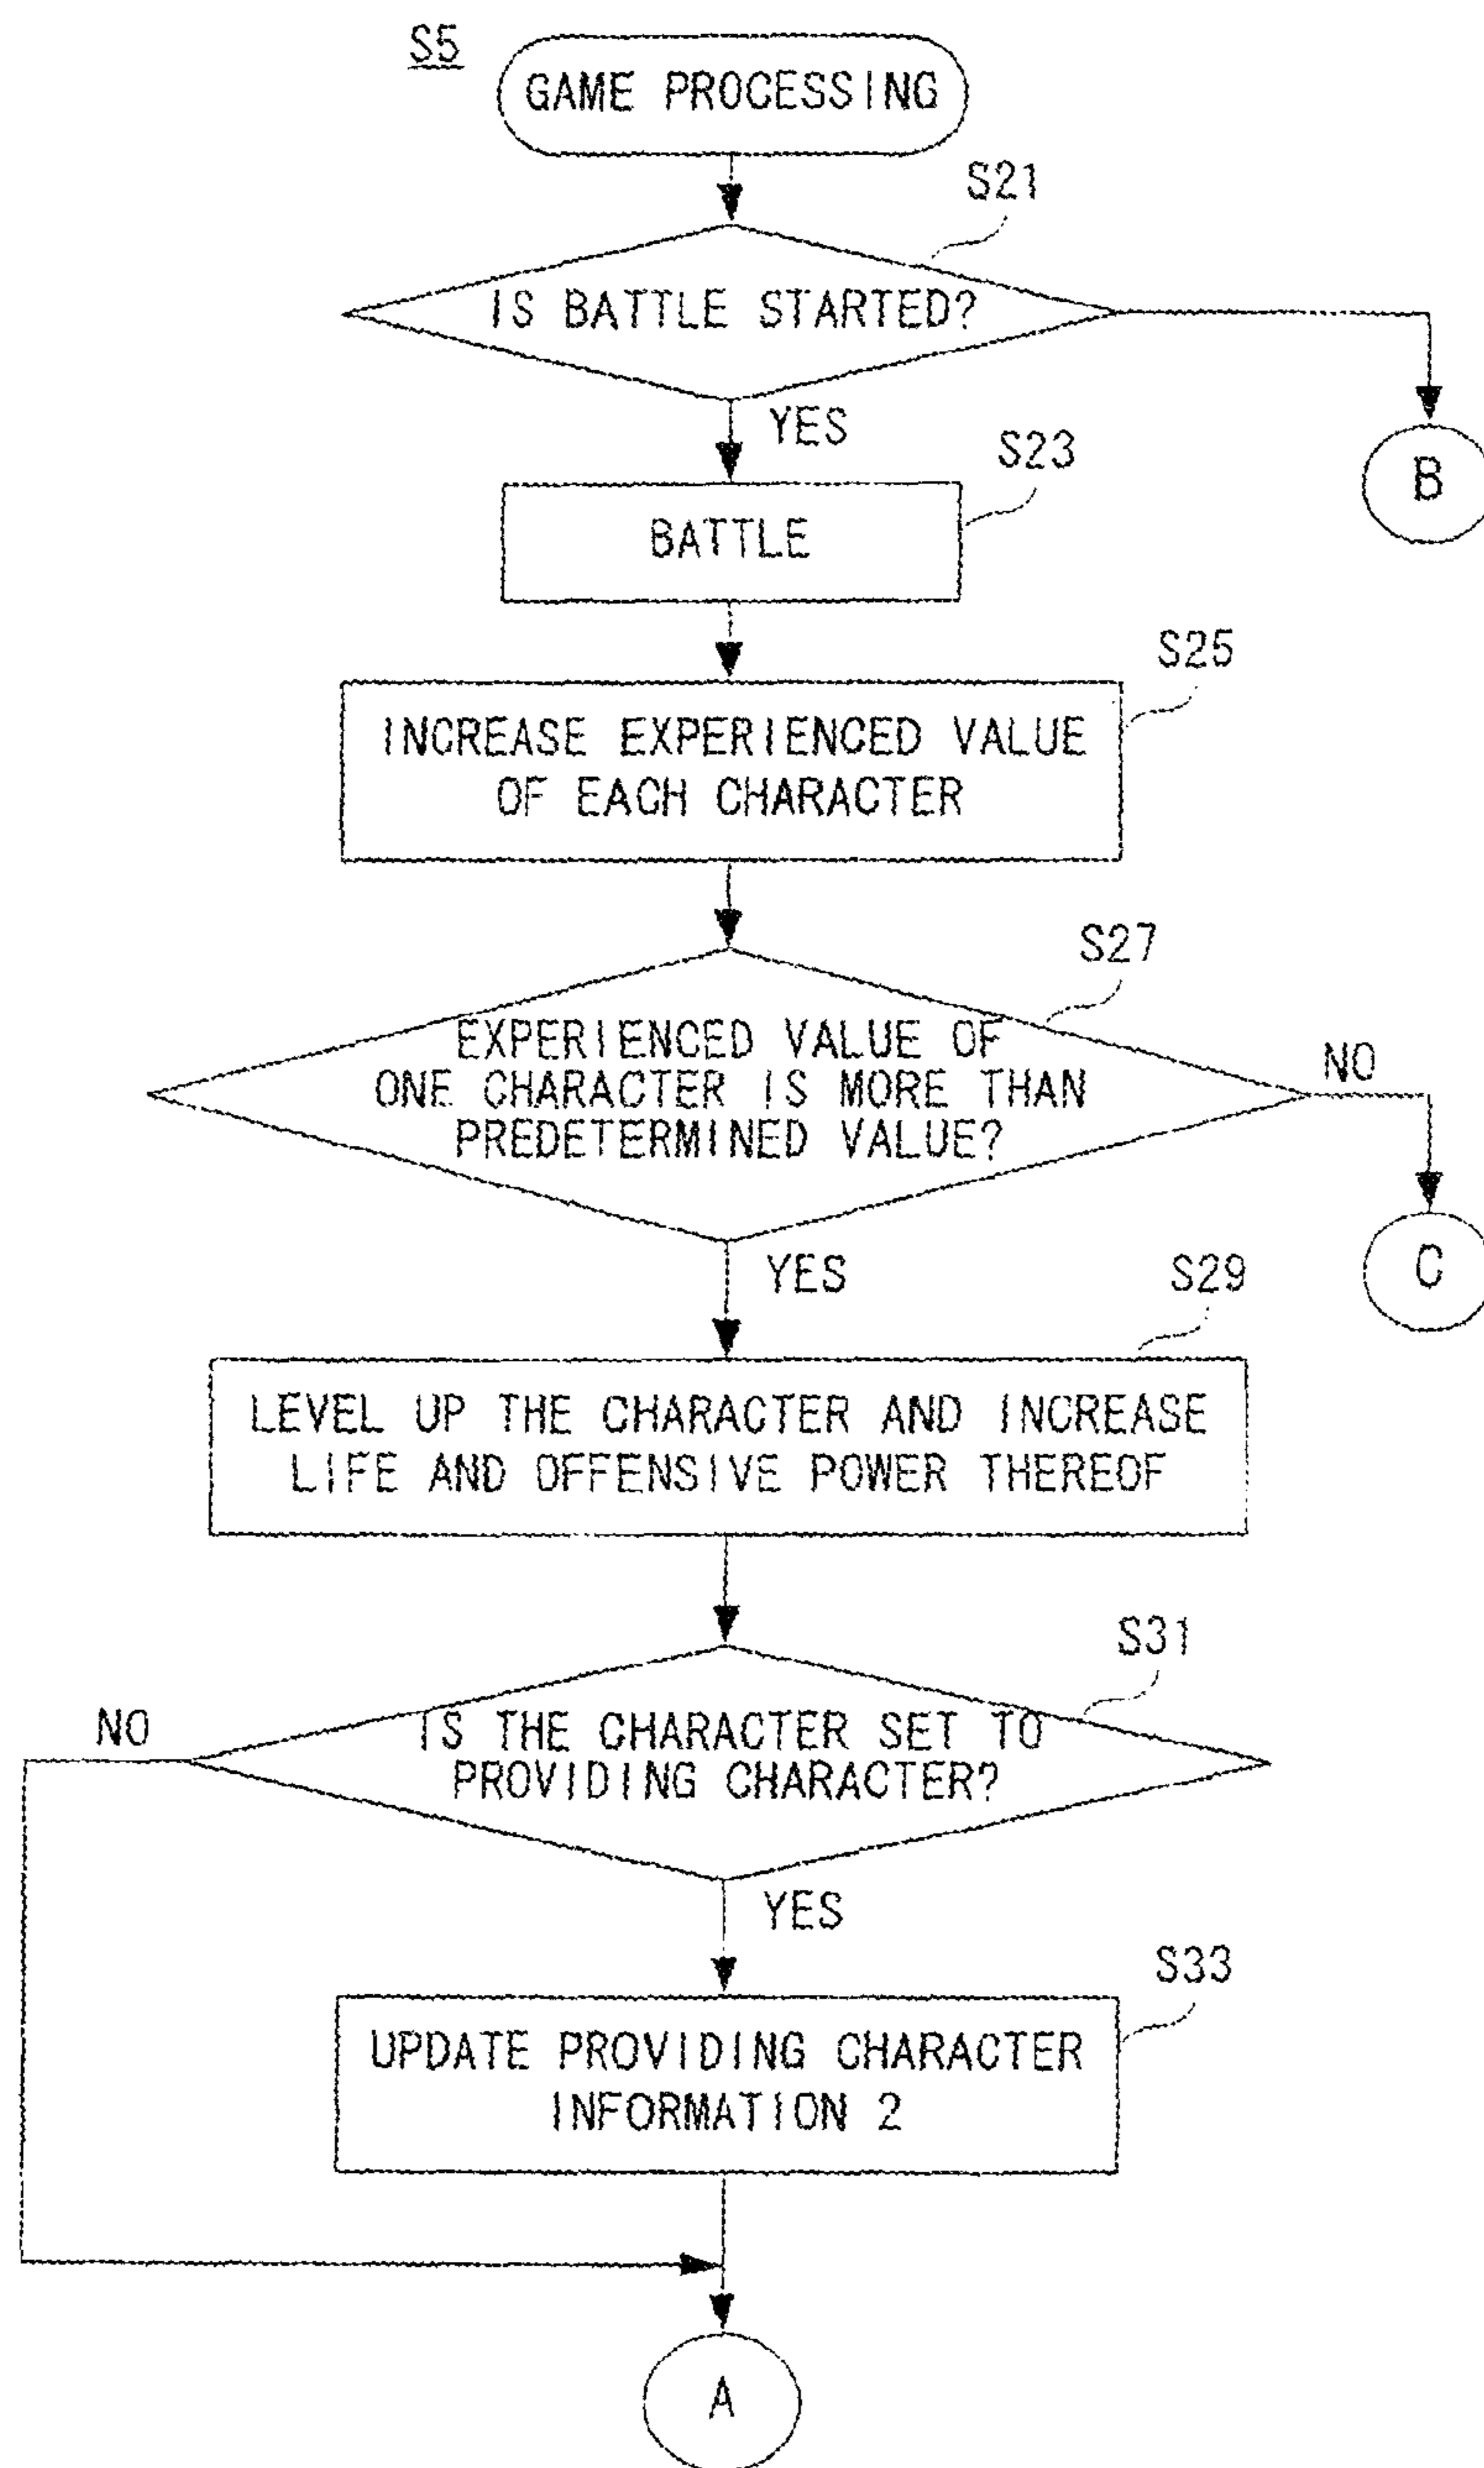 S5
GAME PROCESSING
S21
IS BATTLE STARTED?
YES
B
S23
BATTLE
S25
INCREASE EXPERIENCED VALUE
OF EACH CHARACTER
S27
EXPERIENCED VALUE OF
ONE CHARACTER IS MORE THAN
PREDETERMINED VALUE?
NO
C
YES
S29
LEVEL UP THE CHARACTER AND INCREASE
LIFE AND OFFENSIVE POWER THEREOF
S31
NO
IS THE CHARACTER SET TO
PROVIDING CHARACTER?
YES
S33
UPDATE PROVIDING CHARACTER
INFORMATION 2
A